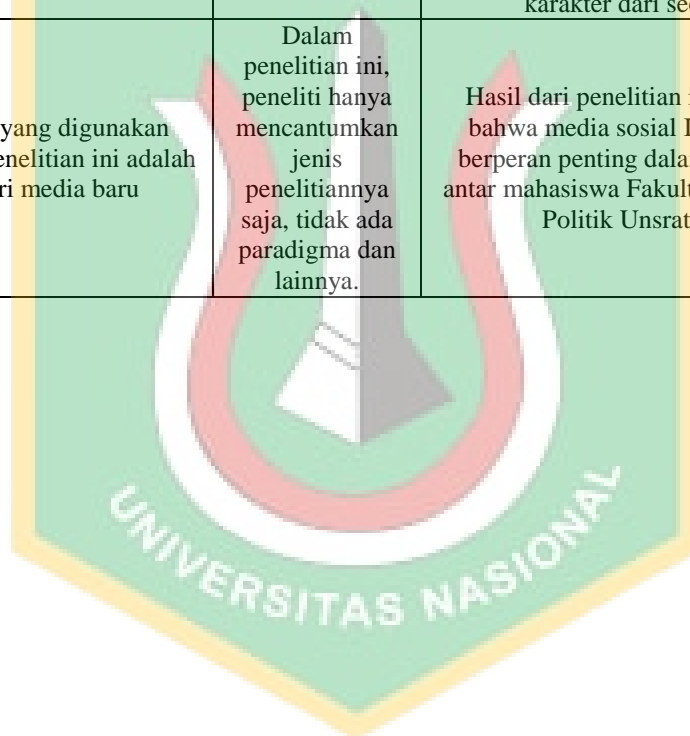 karakter dari se
yang digunakan
enelitian ini adalah
ri media baru
Dalam
penelitian ini,
peneliti hanya
mencantumkan
jenis
penelitiannya
saja, tidak ada
paradigma dan
lainnya.
Hasil dari penelitian
bahwa media sosial
berperan penting dala
antar mahasiswa Fakult
Politik Unsrat
UNIVERSITAS NASIONAL